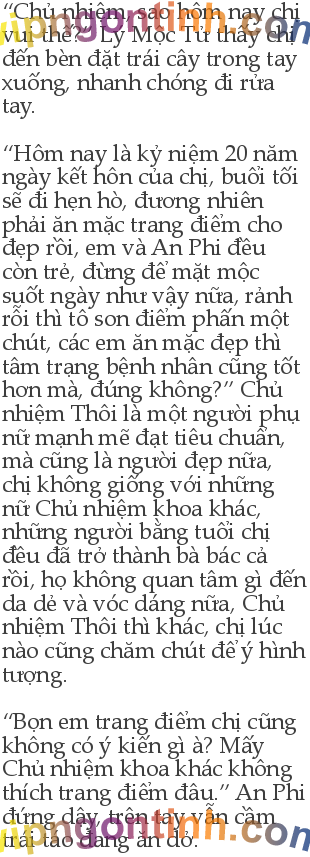 “Chủ nhiệm, sao hôm nay chị
vui thế?” Lý Mộc Tử thấy chị
đến bèn đặt trái cây trong tay
xuống, nhanh chóng đi rửa
tay.
“Hôm nay là kỷ niệm 20 năm
ngày kết hôn của chị, buổi tối
sẽ đi hẹn hò, đương nhiên
phải ăn mặc trang điểm cho
đẹp rồi, em và An Phi đều
còn trẻ, đừng để mặt mộc
suốt ngày như vậy nữa, rảnh
rỗi thì tô son điểm phấn một
chút, các em ăn mặc đẹp thì
tâm trạng bệnh nhân cũng tốt
hơn mà, đúng không?” Chủ
nhiệm Thôi là một người phụ
nữ mạnh mẽ đạt tiêu chuẩn,
mà cũng là người đẹp nữa,
chị không giống với những
nữ Chủ nhiệm khoa khác,
những người bằng tuổi chị
đều đã trở thành bà bác cả
rồi, họ không quan tâm gì đến
da dẻ và vóc dáng nữa, Chủ
nhiệm Thôi thì khác, chị lúc
nào cũng chăm chút để ý hình
tượng.
“Bọn em trang điểm chị cũng
không có ý kiến gì à? Mấy
Chủ nhiệm khoa khác không
thích trang điểm đâu.” An Phi
đứng dậy, trên tay vẫn cầm
trái táo đang ăn dở.
vipngontinh.com